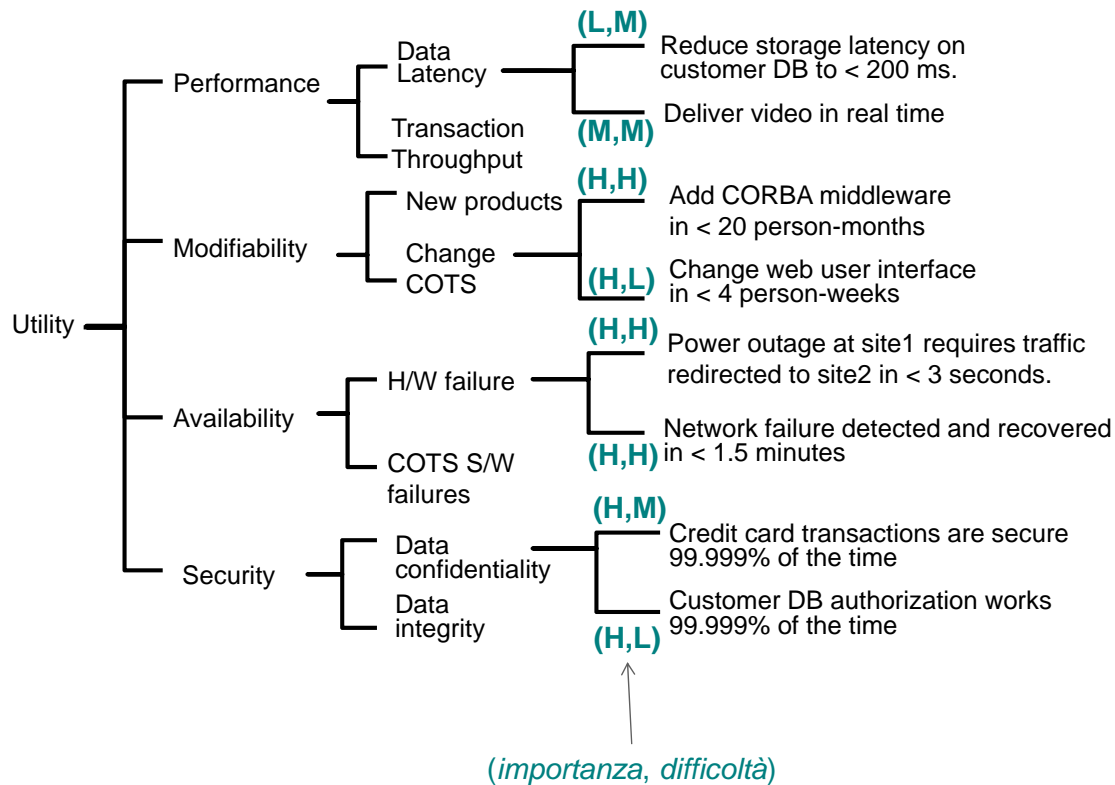 Utility
Performance
Data
Latency
(L,M)
Reduce storage latency on
customer DB to < 200 ms.
Deliver video in real time
(M,M)
Transaction
Throughput
Modifiability
New products
Change
COTS
(H,H)
Add CORBA middleware
in < 20 person-months
(H,L)
Change web user interface
in < 4 person-weeks
Availability
H/W failure
(H,H)
Power outage at site1 requires traffic
redirected to site2 in < 3 seconds.
Network failure detected and recovered
in < 1.5 minutes
(H,H)
COTS S/W
failures
Security
Data
confidentiality
(H,M)
Credit card transactions are secure
99.999% of the time
Customer DB authorization works
99.999% of the time
(H,L)
Data
integrity
(importanza, difficoltà)